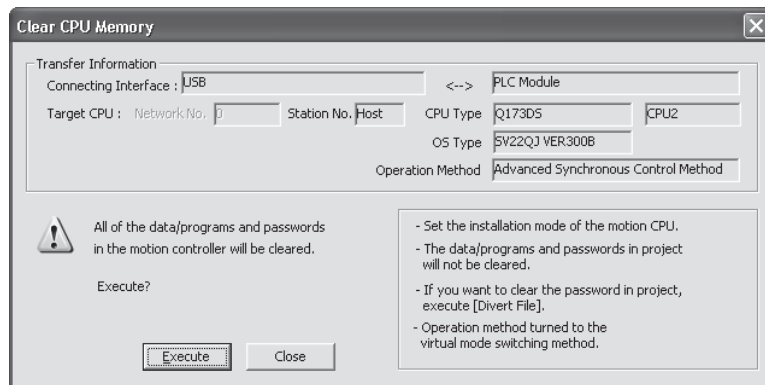 Clear CPU Memory
Transfer Information
Connecting Interface : USB <--> PLC Module
Target CPU : Network No. 0 Station No. Host CPU Type Q173DS CPU2
OS Type SV22QJ VER300B
Operation Method Advanced Synchronous Control Method
All of the data/programs and passwords
in the motion controller will be cleared.
Execute?
- Set the installation mode of the motion CPU.
- The data/programs and passwords in project
will not be cleared.
- If you want to clear the password in project,
execute [Divert File].
- Operation method turned to the
virtual mode switching method.
Execute Close